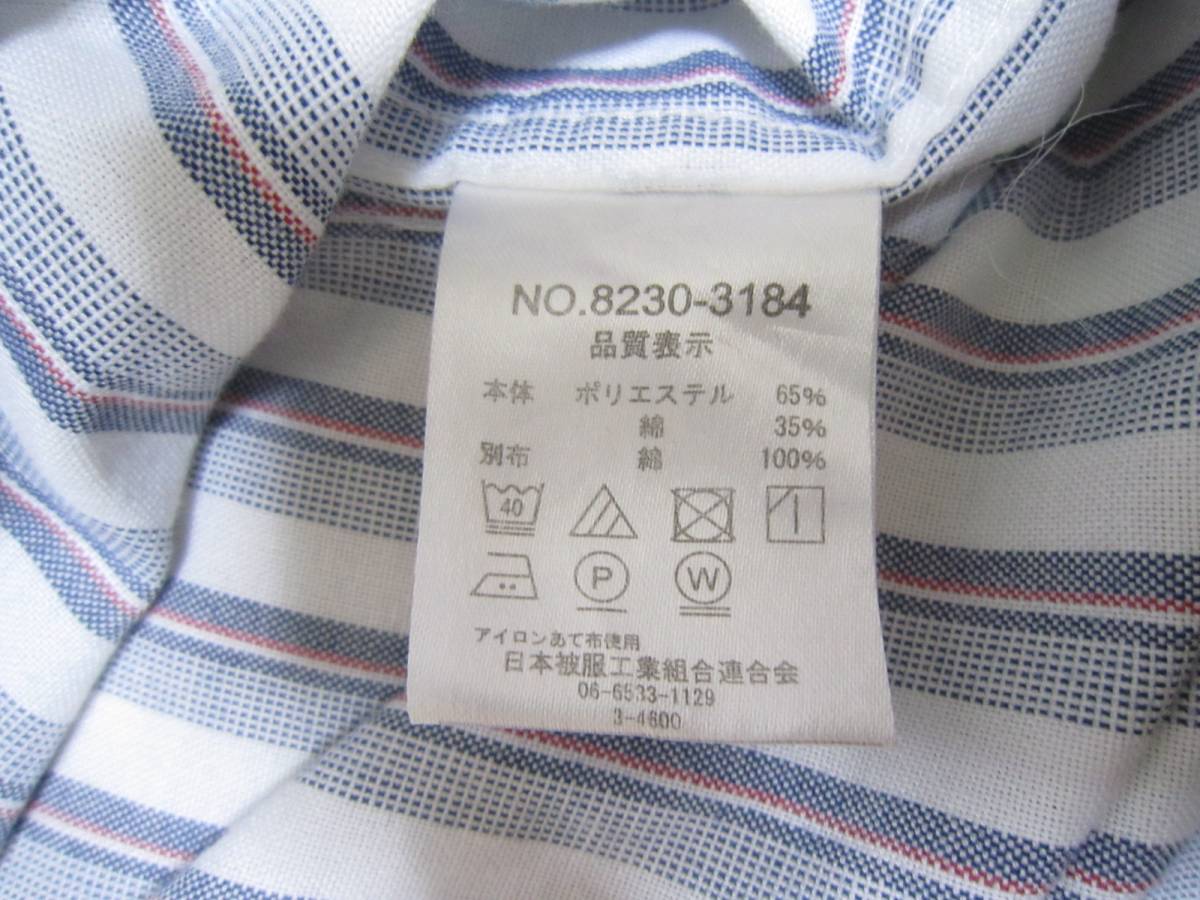 NO.8230-3184
品質表示
本体 ポリエステル 65%
綿 35%
別布 綿 100%
40
P W
アイロンあて布使用
日本被服工業組合連合会
06-6533-1129
3-4600